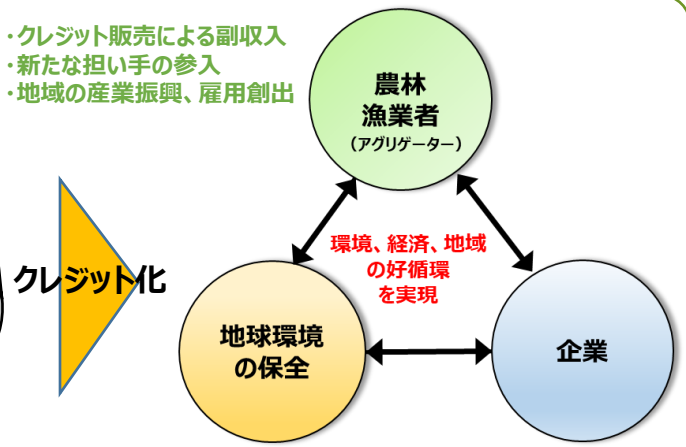 ・クレジット販売による副収入
・新たな担い手の参入
・地域の産業振興、雇用創出
農林
漁業者
（アグリゲーター）
環境、経済、地域
の好循環
を実現
クレジット化
地球環境
の保全
企業